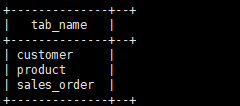 +---------------+--+
|   tab_name    |
+---------------+--+
| customer      |
| product       |
| sales_order   |
+---------------+--+